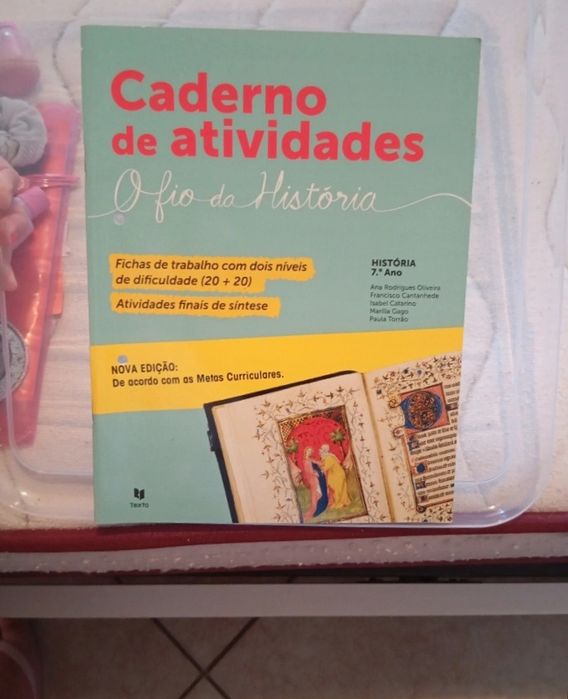 Caderno
de atividades
O fio da História
Fichas de trabalho com dois níveis
de dificuldade (20 + 20)
Atividades finais de síntese
HISTÓRIA
7.º Ano
Ana Rodrigues Oliveira
Francisco Cantanhede
Isabel Catarino
Marília Gago
Paula Torrão
NOVA EDIÇÃO:
De acordo com as Metas Curriculares.
TEXTO